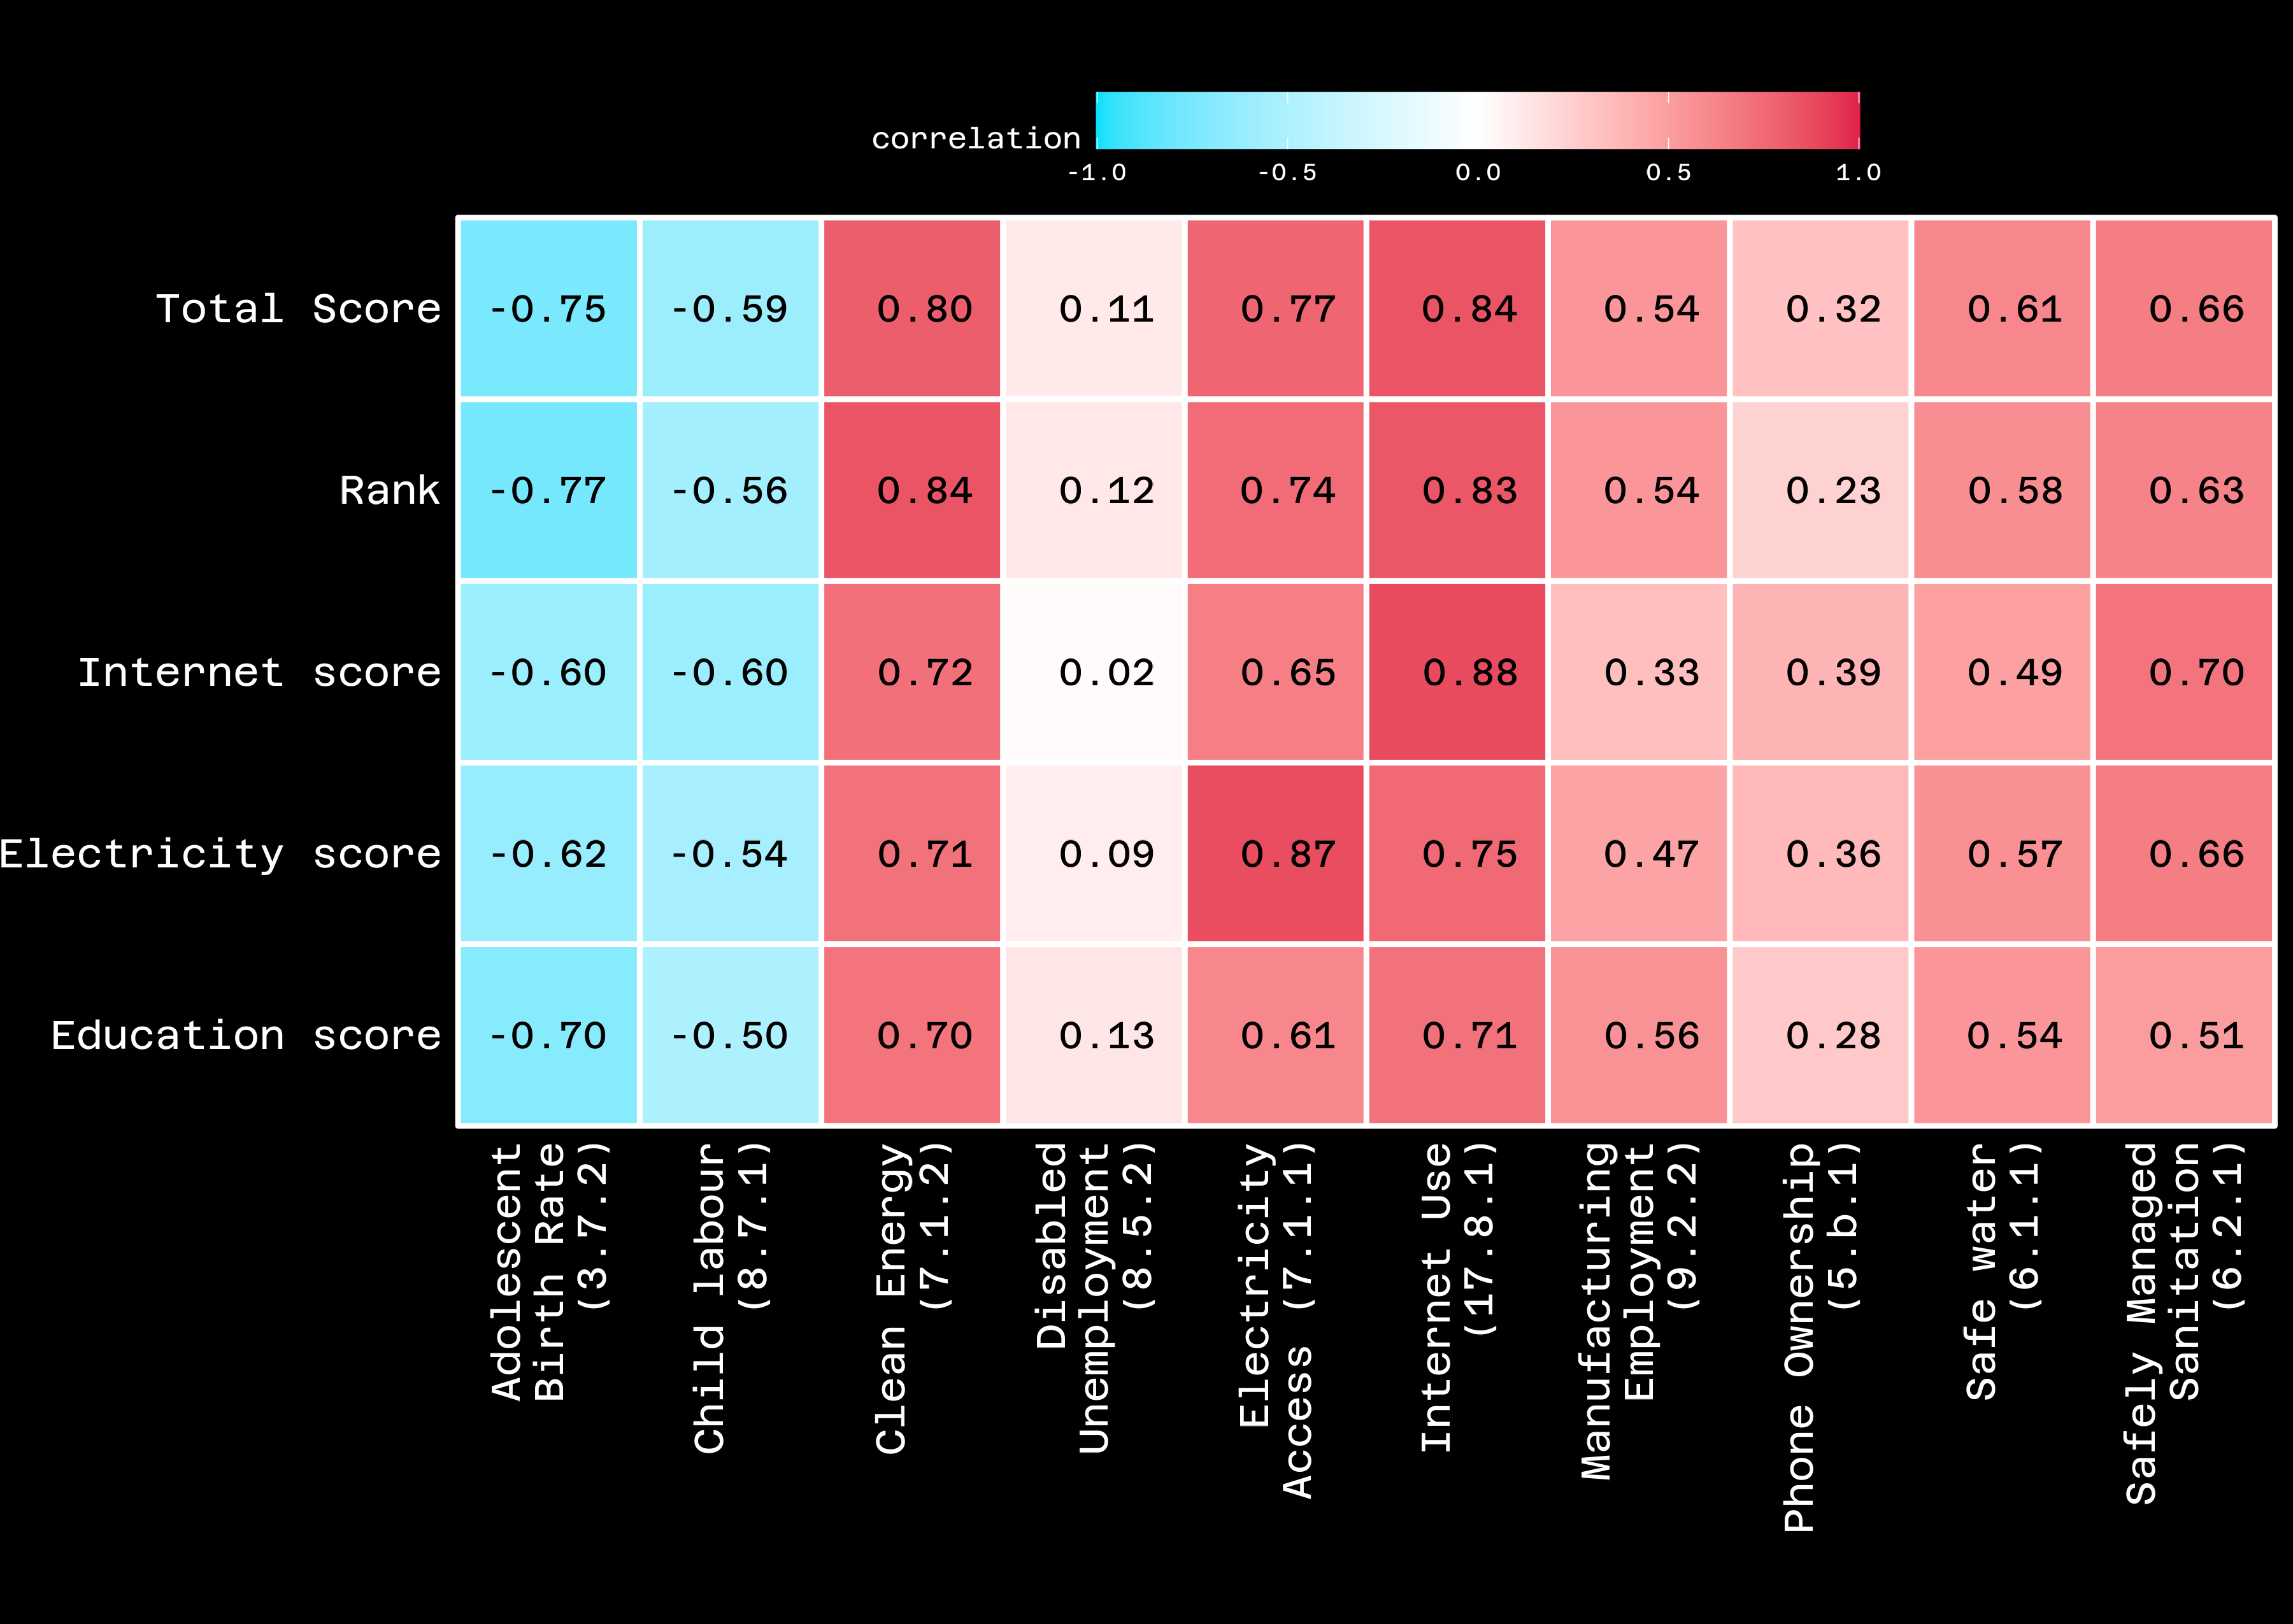 correlation
-1.0 -0.5 0.0 0.5 1.0
Total Score -0.75 -0.59 0.80 0.11 0.77 0.84 0.54 0.32 0.61 0.66
Rank -0.77 -0.56 0.84 0.12 0.74 0.83 0.54 0.23 0.58 0.63
Internet score -0.60 -0.60 0.72 0.02 0.65 0.88 0.33 0.39 0.49 0.70
Electricity score -0.62 -0.54 0.71 0.09 0.87 0.75 0.47 0.36 0.57 0.66
Education score -0.70 -0.50 0.70 0.13 0.61 0.71 0.56 0.28 0.54 0.51
Adolescent
Birth Rate
(3.7.2)
Child labour
(8.7.1)
Clean Energy
(7.1.2)
Disabled
Unemployment
(8.5.2)
Electricity
Access (7.1.1)
Internet Use
(17.8.1)
Manufacturing
Employment
(9.2.2)
Phone Ownership
(5.b.1)
Safe water
(6.1.1)
Safely Managed
Sanitation
(6.2.1)